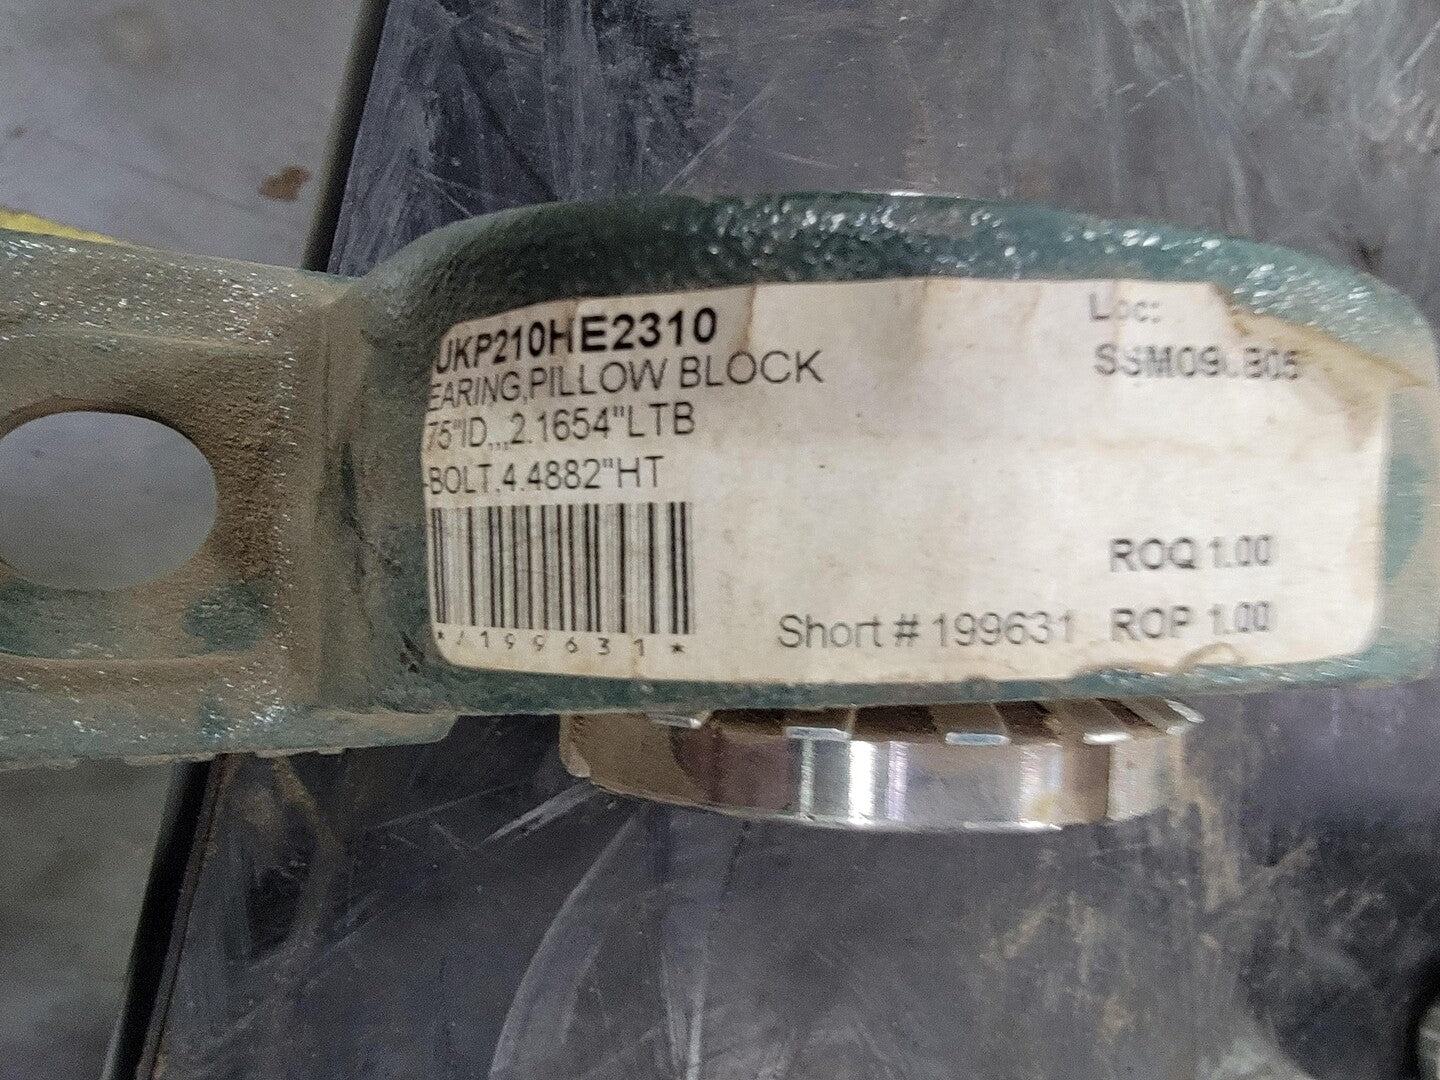 UKP210HE2310
EARING,PILLOW BLOCK
75"ID,,,2.1654"LTB
-BOLT,4.4882"HT
*/199631*
Loc:
ROQ 1.00
Short # 199631 ROP 1.00